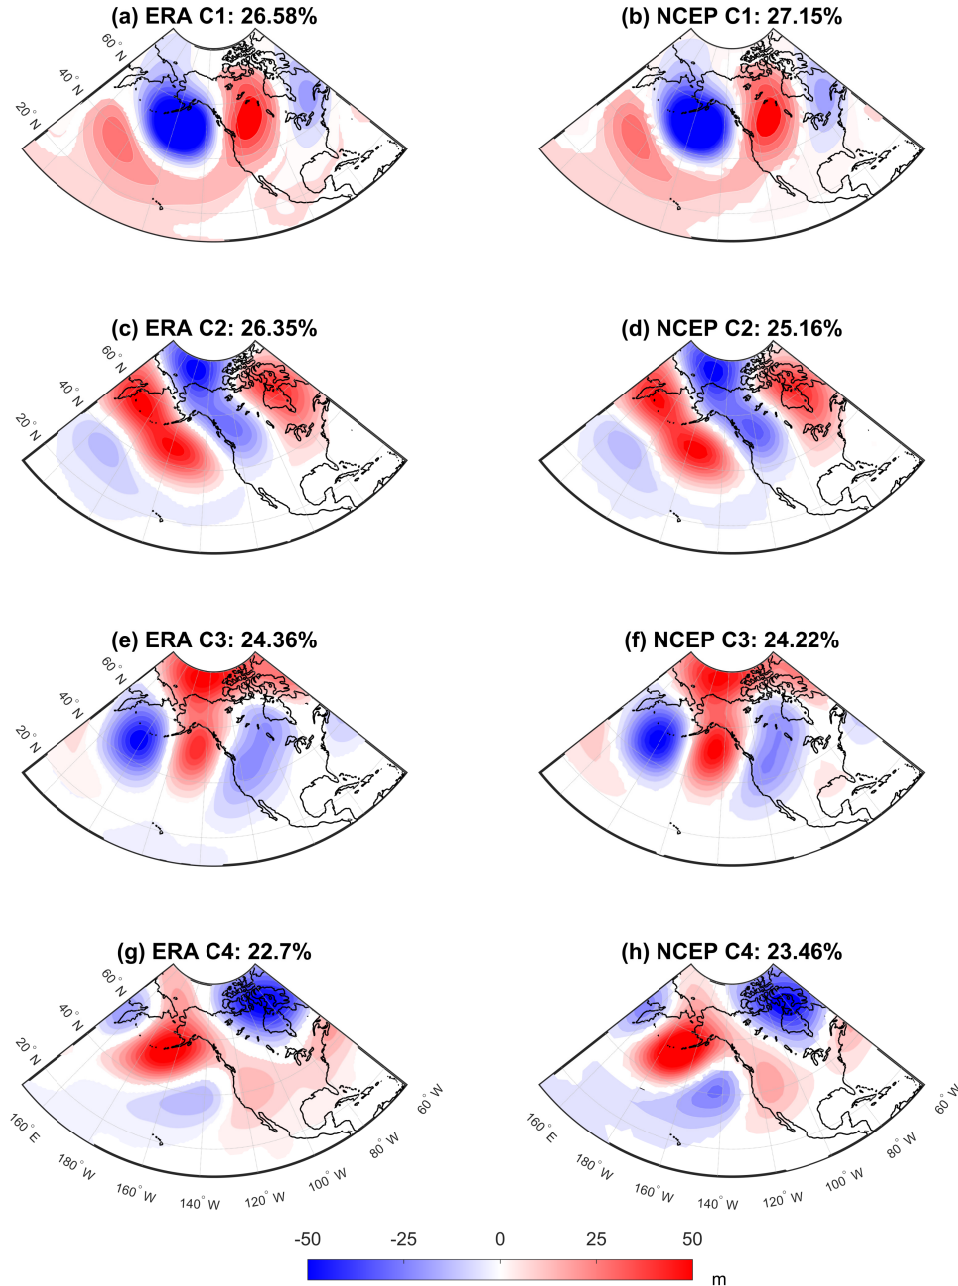 (a) ERA C1: 26.58%
(b) NCEP C1: 27.15%
60° N
40° N
20° N
(c) ERA C2: 26.35%
(d) NCEP C2: 25.16%
60° N
40° N
20° N
(e) ERA C3: 24.36%
(f) NCEP C3: 24.22%
60° N
40° N
20° N
(g) ERA C4: 22.7%
(h) NCEP C4: 23.46%
60° N
40° N
20° N
160° E
180° W
160° W
140° W
120° W
100° W
80° W
60° W
160° E
180° W
160° W
140° W
120° W
100° W
80° W
60° W
-50
-25
0
25
50
m